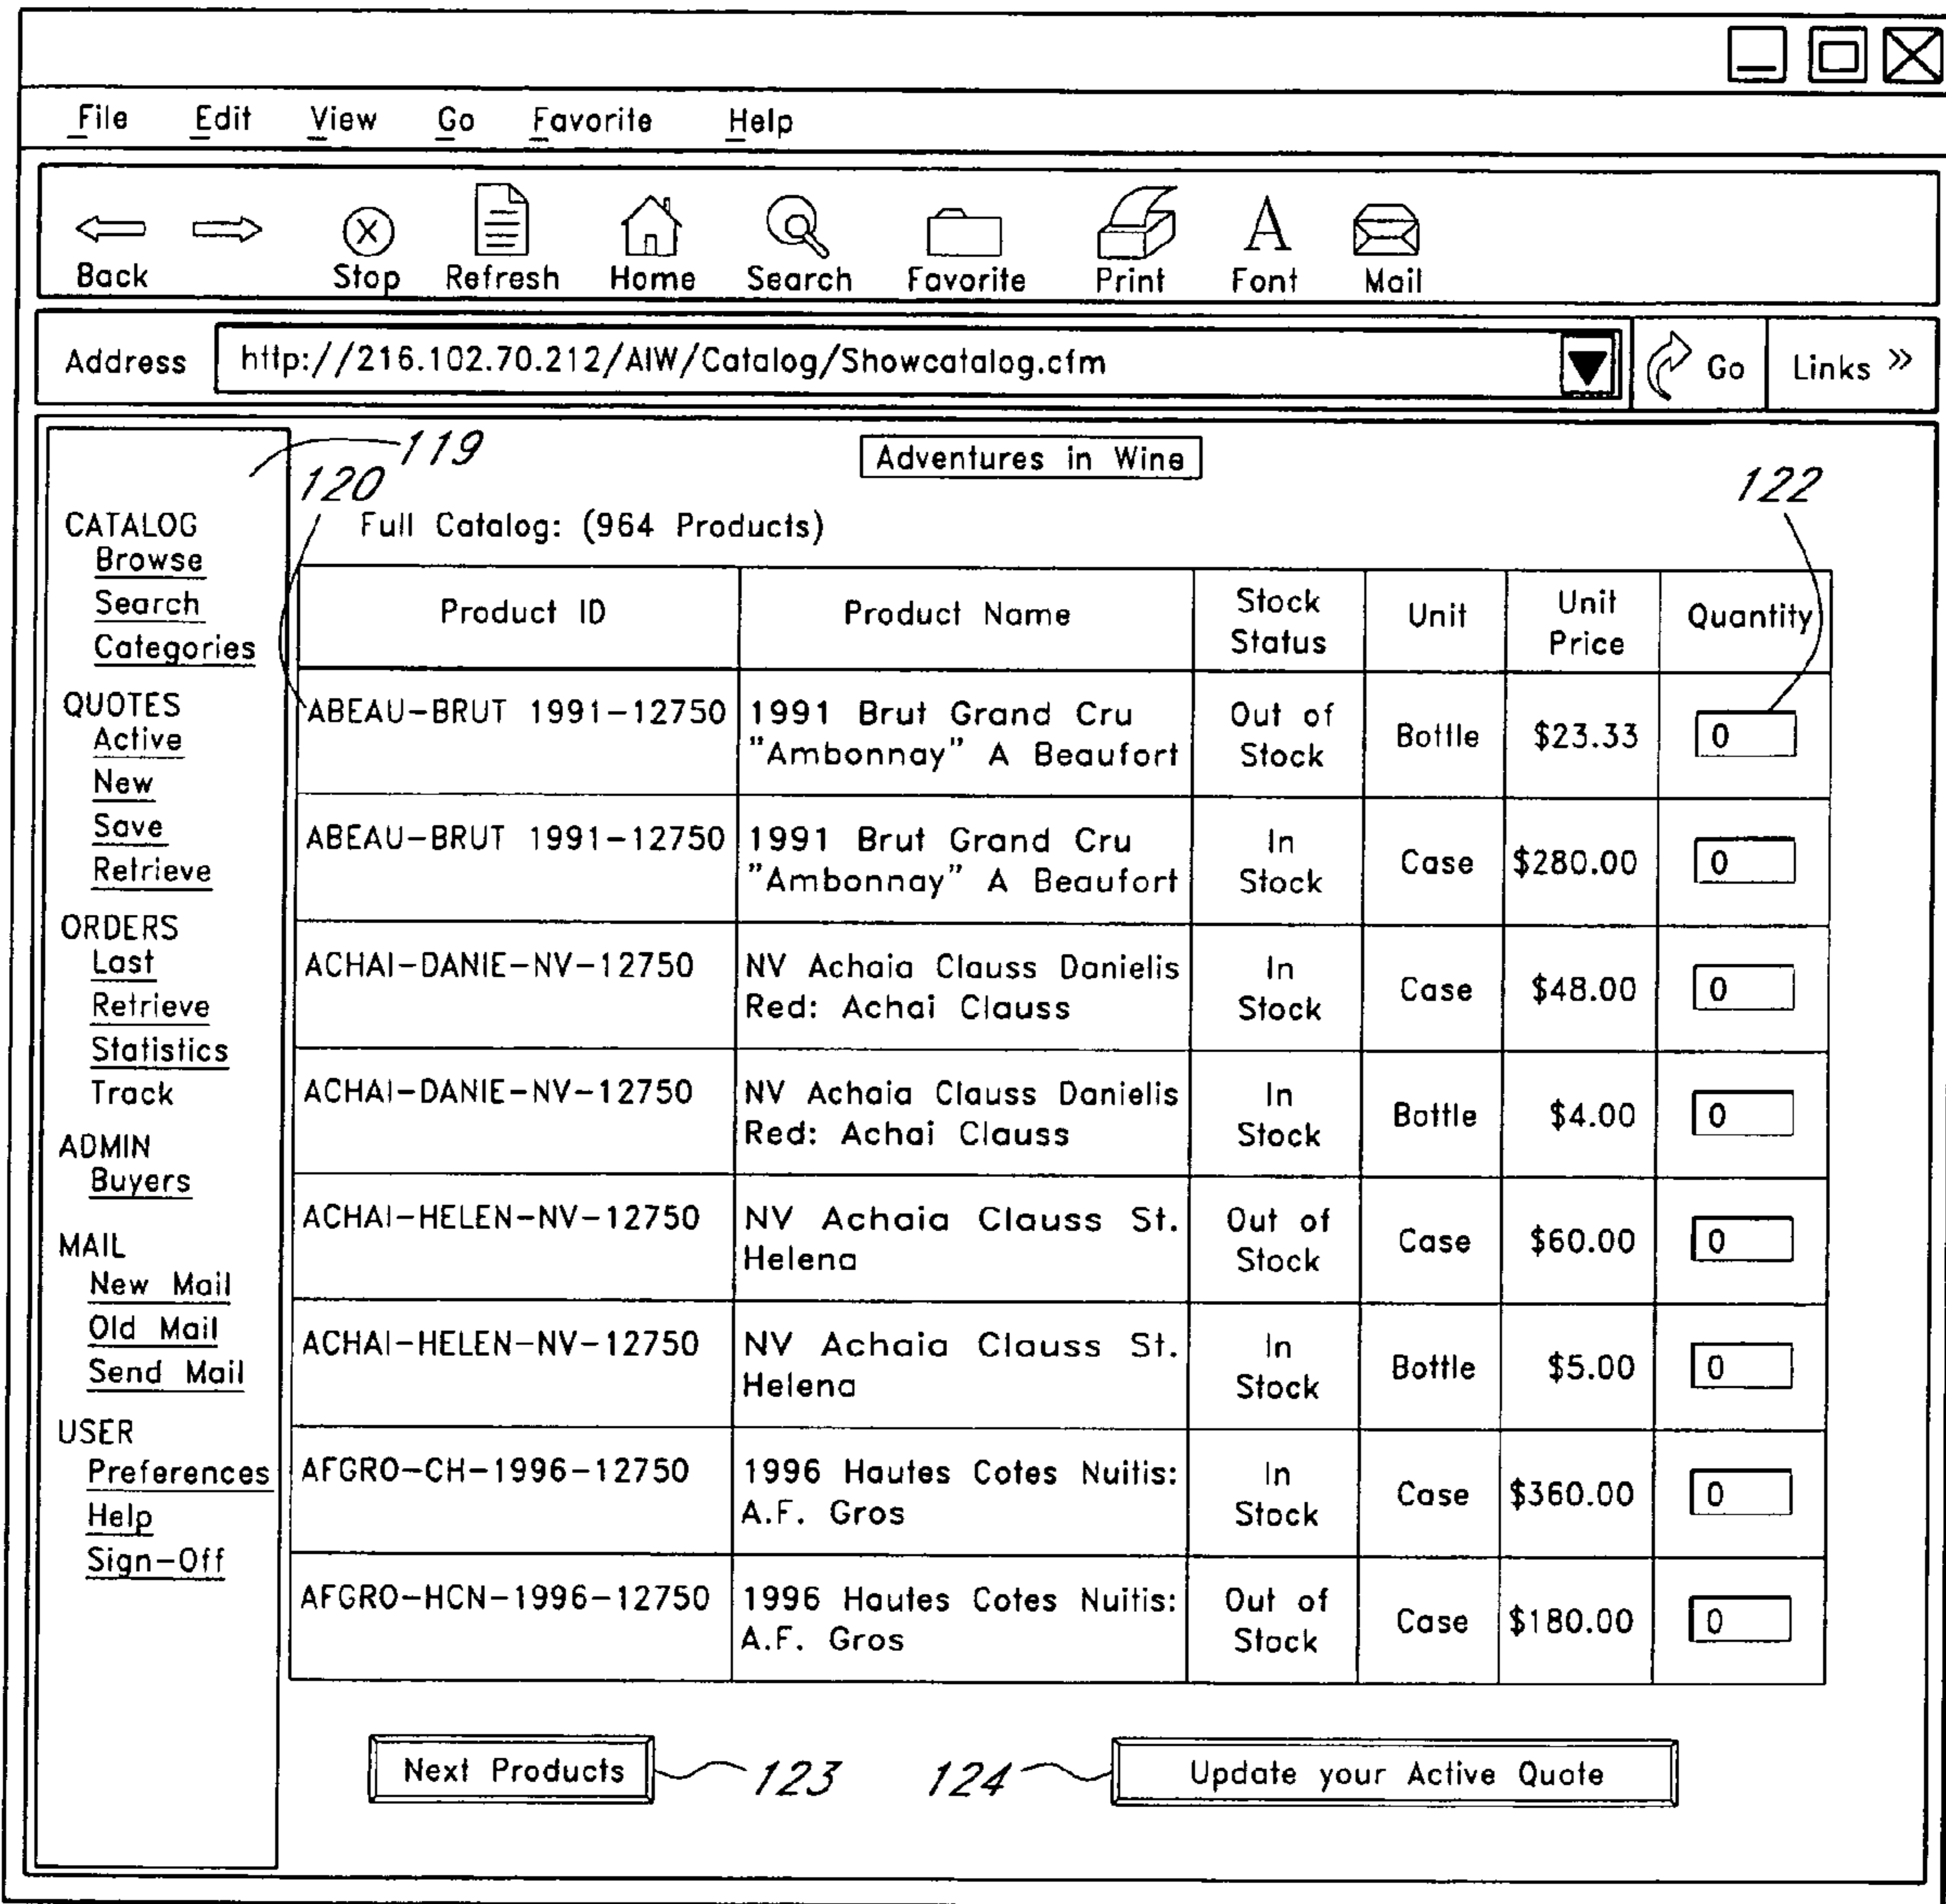 File Edit View Go Favorite Help
Back Stop Refresh Home Search Favorite Print A Font Mail
Address http://216.102.70.212/AIW/Catalog/Showcatalog.cfm Go Links »
119
120
122
Adventures in Wine
Full Catalog: (964 Products)
CATALOG
Browse
Search
Categories
QUOTES
Active
New
Save
Retrieve
ORDERS
Last
Retrieve
Statistics
Track
ADMIN
Buyers
MAIL
New Mail
Old Mail
Send Mail
USER
Preferences
Help
Sign-Off
Product ID Product Name Stock Status Unit Unit Price Quantity
ABEAU-BRUT 1991-12750 1991 Brut Grand Cru Out of Bottle $23.33 0
"Ambonnay" A Beaufort Stock
ABEAU-BRUT 1991-12750 1991 Brut Grand Cru In Case $280.00 0
"Ambonnay" A Beaufort Stock
ACHAI-DANIE-NV-12750 NV Achaia Clauss Danielis In Case $48.00 0
Red: Achai Clauss Stock
ACHAI-DANIE-NV-12750 NV Achaia Clauss Danielis In Bottle $4.00 0
Red: Achai Clauss Stock
ACHAI-HELEN-NV-12750 NV Achaia Clauss St. Out of Case $60.00 0
Helena Stock
ACHAI-HELEN-NV-12750 NV Achaia Clauss St. In Bottle $5.00 0
Helena Stock
AFGRO-CH-1996-12750 1996 Hautes Cotes Nuitis: In Case $360.00 0
A.F. Gros Stock
AFGRO-HCN-1996-12750 1996 Hautes Cotes Nuitis: Out of Case $180.00 0
A.F. Gros Stock
Next Products 123 124 Update your Active Quote